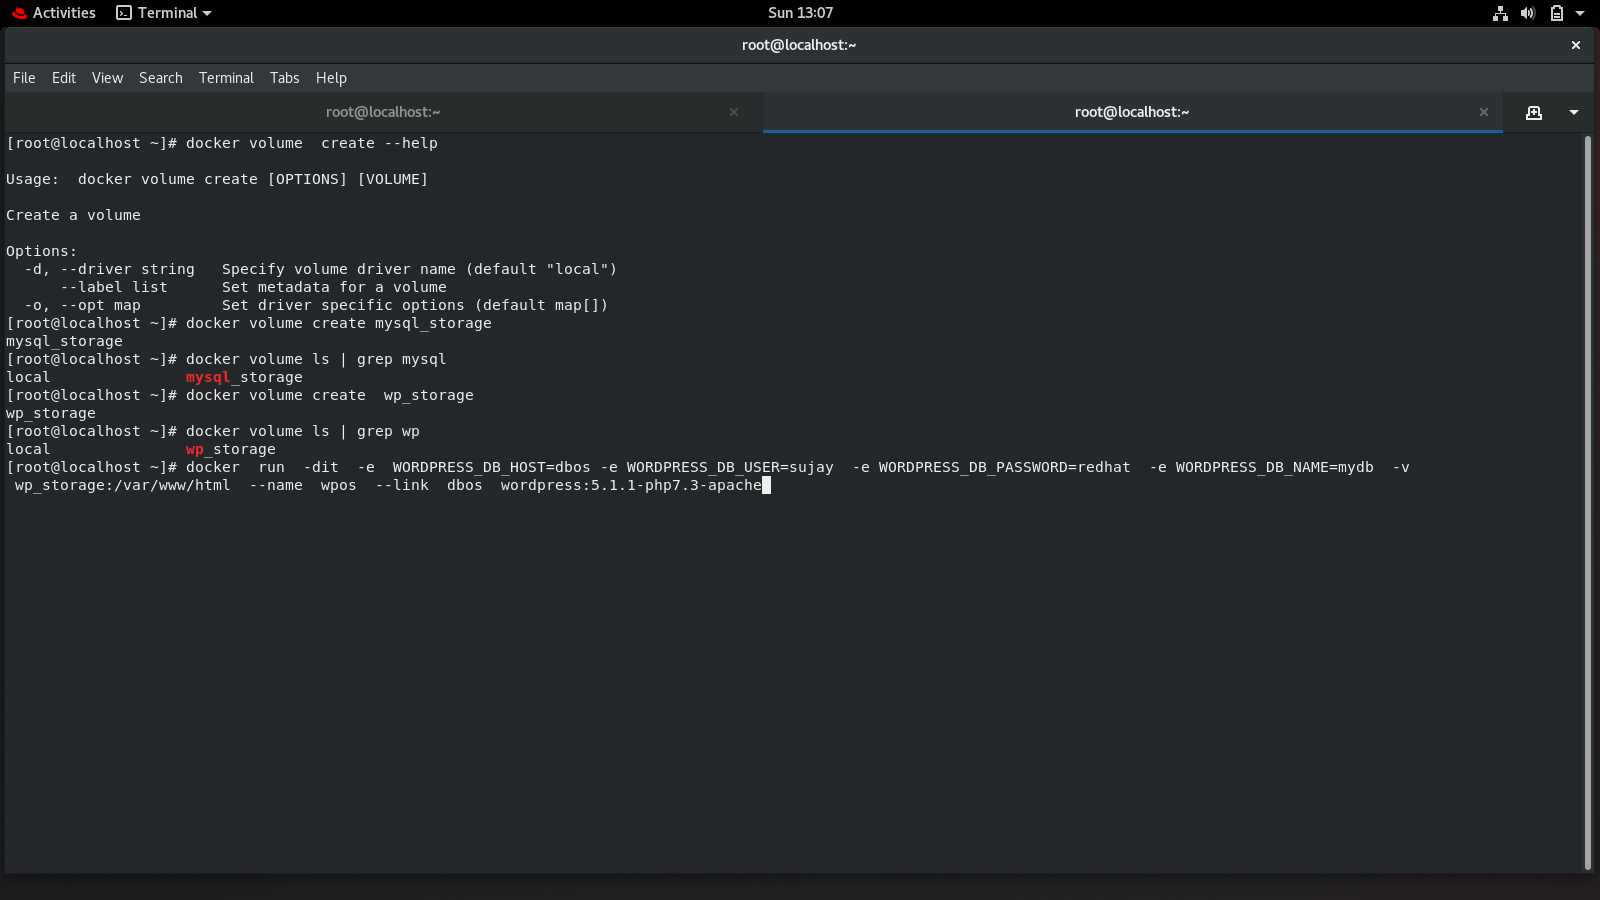 Activities Terminal Sun 13:07
root@localhost:~
File Edit View Search Terminal Tabs Help
root@localhost:~ root@localhost:~
[root@localhost ~]# docker volume  create --help

Usage:  docker volume create [OPTIONS] [VOLUME]

Create a volume

Options:
  -d, --driver string   Specify volume driver name (default "local")
      --label list      Set metadata for a volume
  -o, --opt map         Set driver specific options (default map[])
[root@localhost ~]# docker volume create mysql_storage
mysql_storage
[root@localhost ~]# docker volume ls | grep mysql
local               mysql_storage
[root@localhost ~]# docker volume create  wp_storage
wp_storage
[root@localhost ~]# docker volume ls | grep wp
local               wp_storage
[root@localhost ~]# docker  run  -dit  -e  WORDPRESS_DB_HOST=dbos -e WORDPRESS_DB_USER=sujay  -e WORDPRESS_DB_PASSWORD=redhat  -e WORDPRESS_DB_NAME=mydb  -v
 wp_storage:/var/www/html  --name  wpos  --link  dbos  wordpress:5.1.1-php7.3-apache